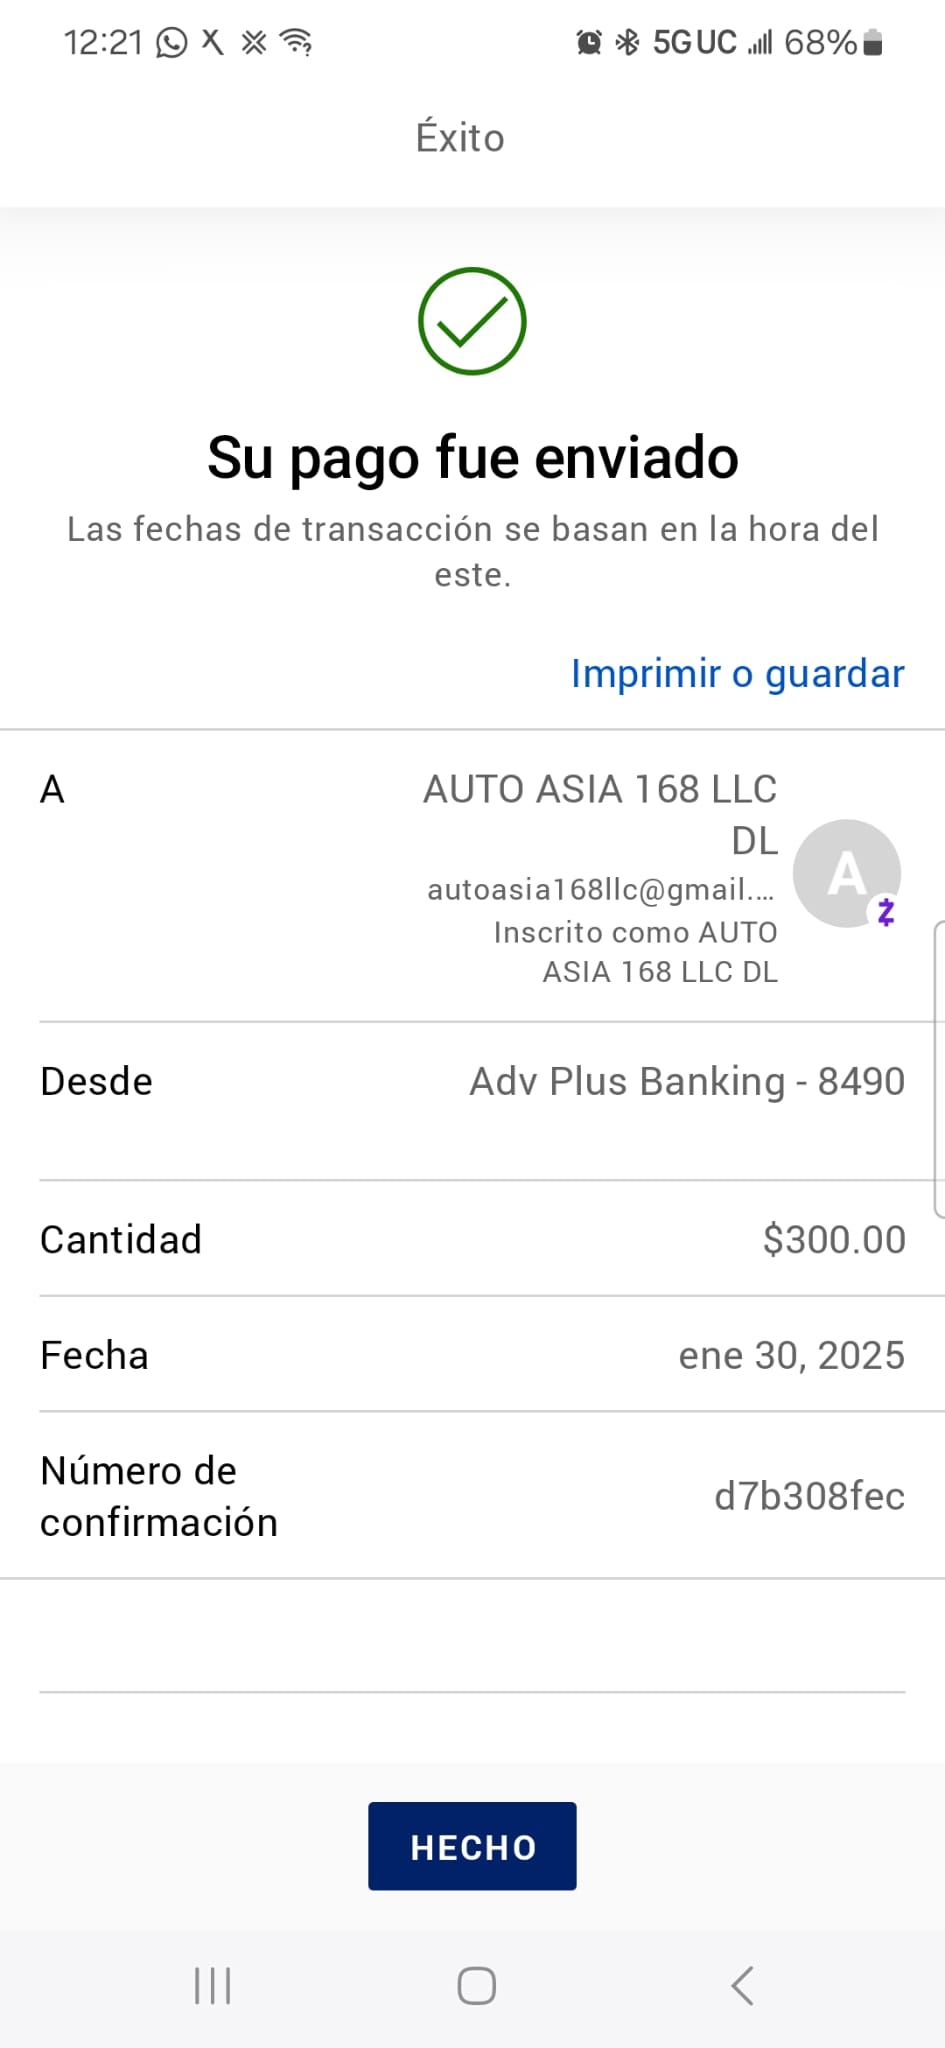 12:21 5G UC 68%
Éxito
Su pago fue enviado
Las fechas de transacción se basan en la hora del
este.
Imprimir o guardar
A
AUTO ASIA 168 LLC
DL
autoasia168llc@gmail....
Inscrito como AUTO
ASIA 168 LLC DL
A
Desde
Adv Plus Banking - 8490
Cantidad
$300.00
Fecha
ene 30, 2025
Número de
confirmación
d7b308fec
HECHO